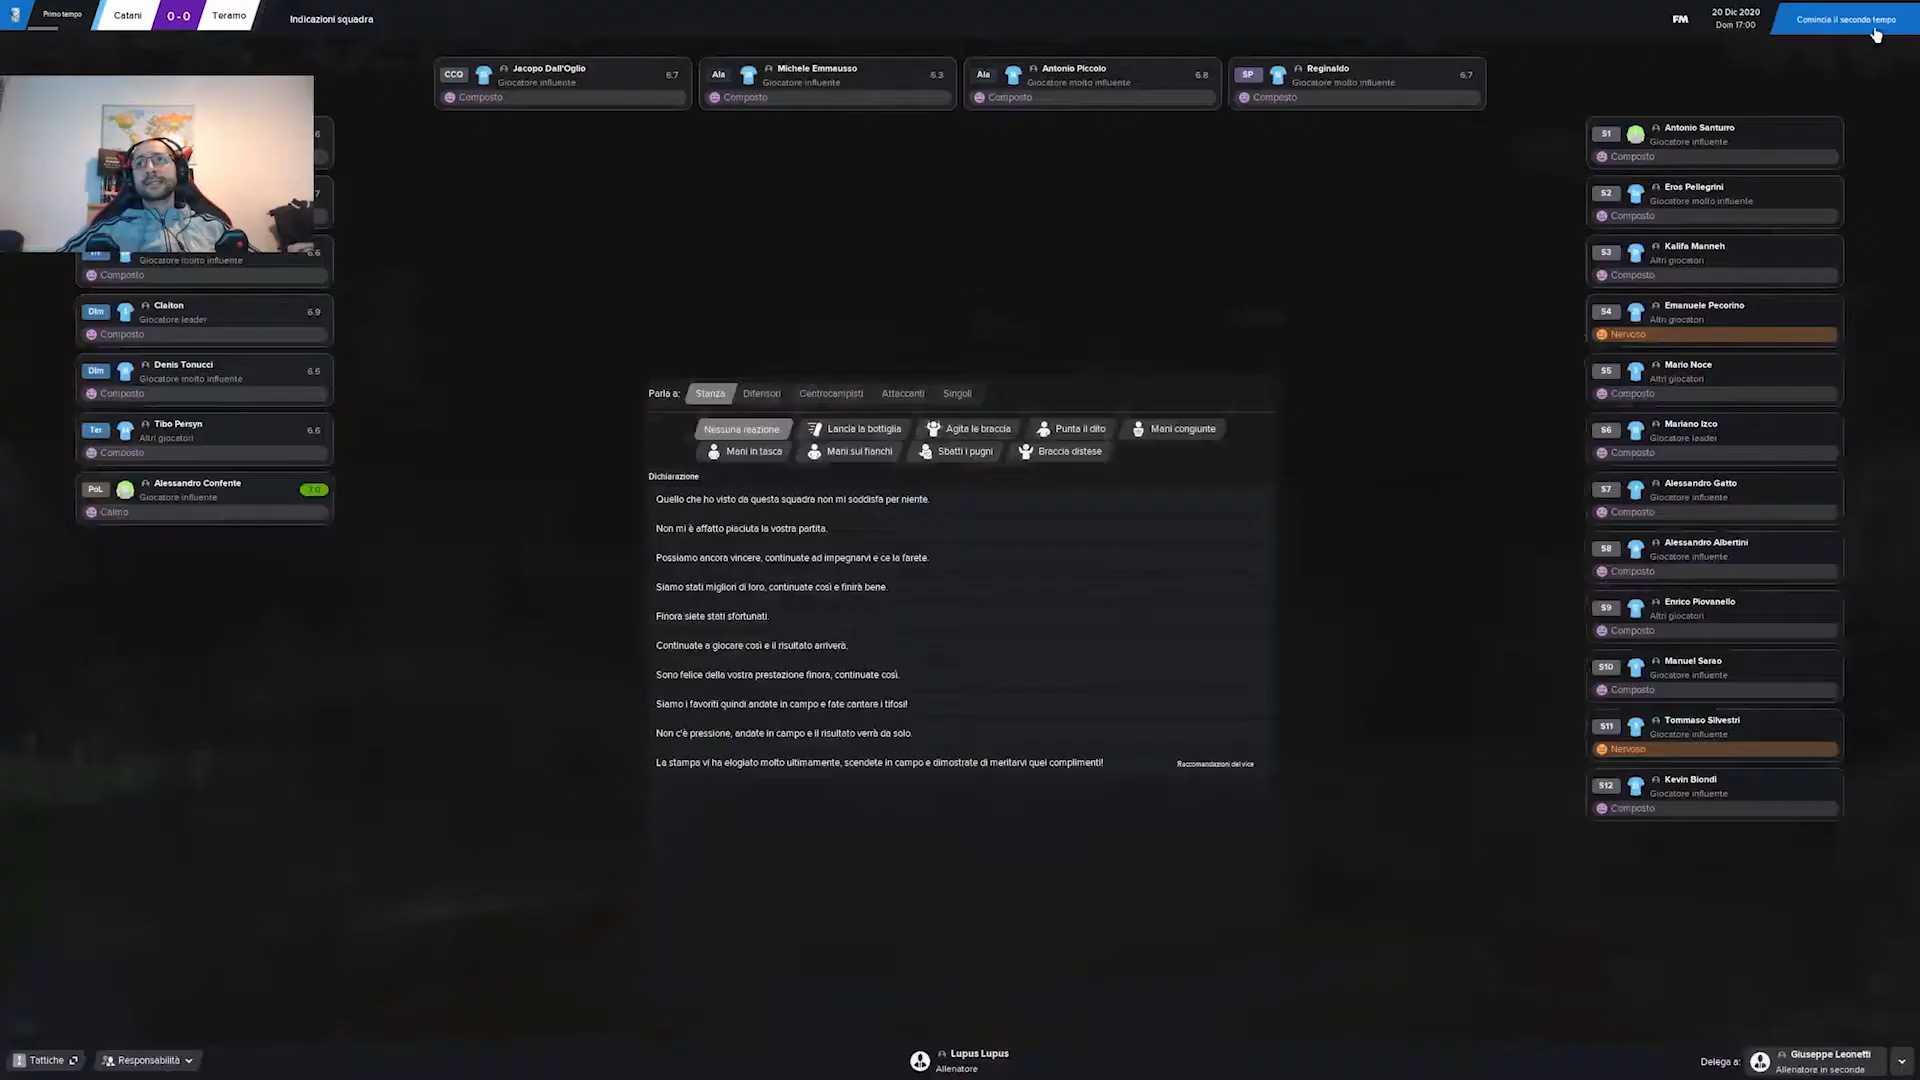 Primo tempo
Catani
0 - 0
Teramo
Indicazioni squadra
FM
20 Dic 2020
Dom 17:00
Comincia il secondo tempo
CCQ
Jacopo Dall'Oglio
Giocatore influente
6.7
Composto
Ala
Michele Emmausso
Giocatore influente
6.3
Composto
Ala
Antonio Piccolo
Giocatore molto influente
6.8
Composto
SP
Reginaldo
Giocatore molto influente
6.7
Composto
Giocatore molto influente
6.6
Composto
Dlm
Claiton
Giocatore leader
6.9
Composto
Dlm
Denis Tonucci
Giocatore molto influente
6.6
Composto
Ter
Tibo Persyn
Altri giocatori
6.6
Composto
PoL
Alessandro Confente
Giocatore influente
7.0
Calmo
Parla a:
Stanza
Difensori
Centrocampisti
Attaccanti
Singoli
Nessuna reazione
Lancia la bottiglia
Agita le braccia
Punta il dito
Mani congiunte
Mani in tasca
Mani sui fianchi
Sbatti i pugni
Braccia distese
Dichiarazione
Quello che ho visto da questa squadra non mi soddisfa per niente.
Non mi è affatto piaciuta la vostra partita.
Possiamo ancora vincere, continuate ad impegnarvi e ce la farete.
Siamo stati migliori di loro, continuate così e finirà bene.
Finora siete stati sfortunati.
Continuate a giocare così e il risultato arriverà.
Sono felice della vostra prestazione finora, continuate così.
Siamo i favoriti quindi andate in campo e fate cantare i tifosi!
Non c'è pressione, andate in campo e il risultato verrà da solo.
La stampa vi ha elogiato molto ultimamente, scendete in campo e dimostrate di meritarvi quei complimenti!
Raccomandazioni del vice
S1
Antonio Santurro
Giocatore influente
Composto
S2
Eros Pellegrini
Giocatore molto influente
Composto
S3
Kalifa Manneh
Altri giocatori
Composto
S4
Emanuele Pecorino
Altri giocatori
Nervoso
S5
Mario Noce
Altri giocatori
Composto
S6
Mariano Izco
Giocatore leader
Composto
S7
Alessandro Gatto
Giocatore influente
Composto
S8
Alessandro Albertini
Giocatore influente
Composto
S9
Enrico Piovanello
Altri giocatori
Composto
S10
Manuel Sarao
Giocatore influente
Composto
S11
Tommaso Silvestri
Giocatore influente
Nervoso
S12
Kevin Biondi
Giocatore influente
Composto
Tattiche
Responsabilità
Lupus Lupus
Allenatore
Delega a:
Giuseppe Leonetti
Allenatore in seconda